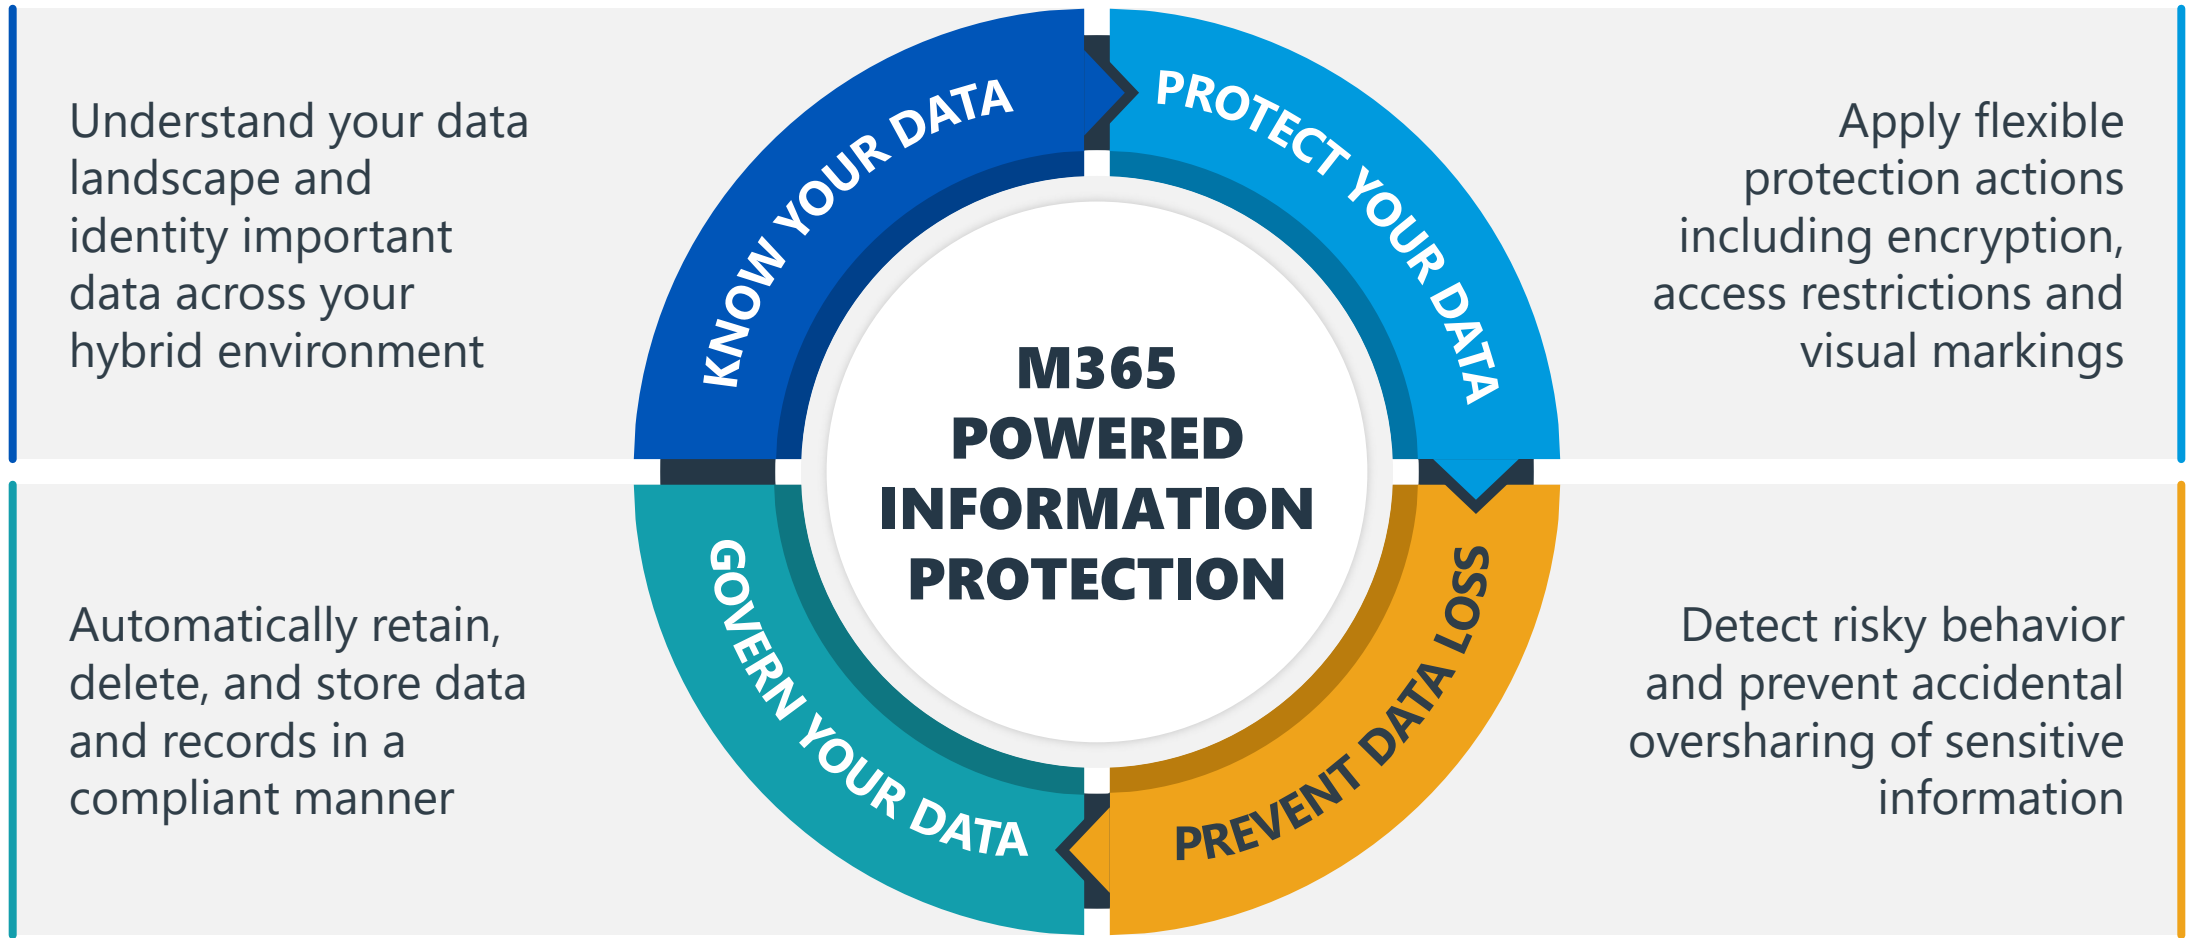 Understand your data
landscape and
identity important
data across your
hybrid environment
KNOW YOUR DATA
PROTECT YOUR DATA
Apply flexible
protection actions
including encryption,
access restrictions and
visual markings
M365
POWERED
INFORMATION
PROTECTION
Automatically retain,
delete, and store data
and records in a
compliant manner
GOVERN YOUR DATA
PREVENT DATA LOSS
Detect risky behavior
and prevent accidental
oversharing of sensitive
information